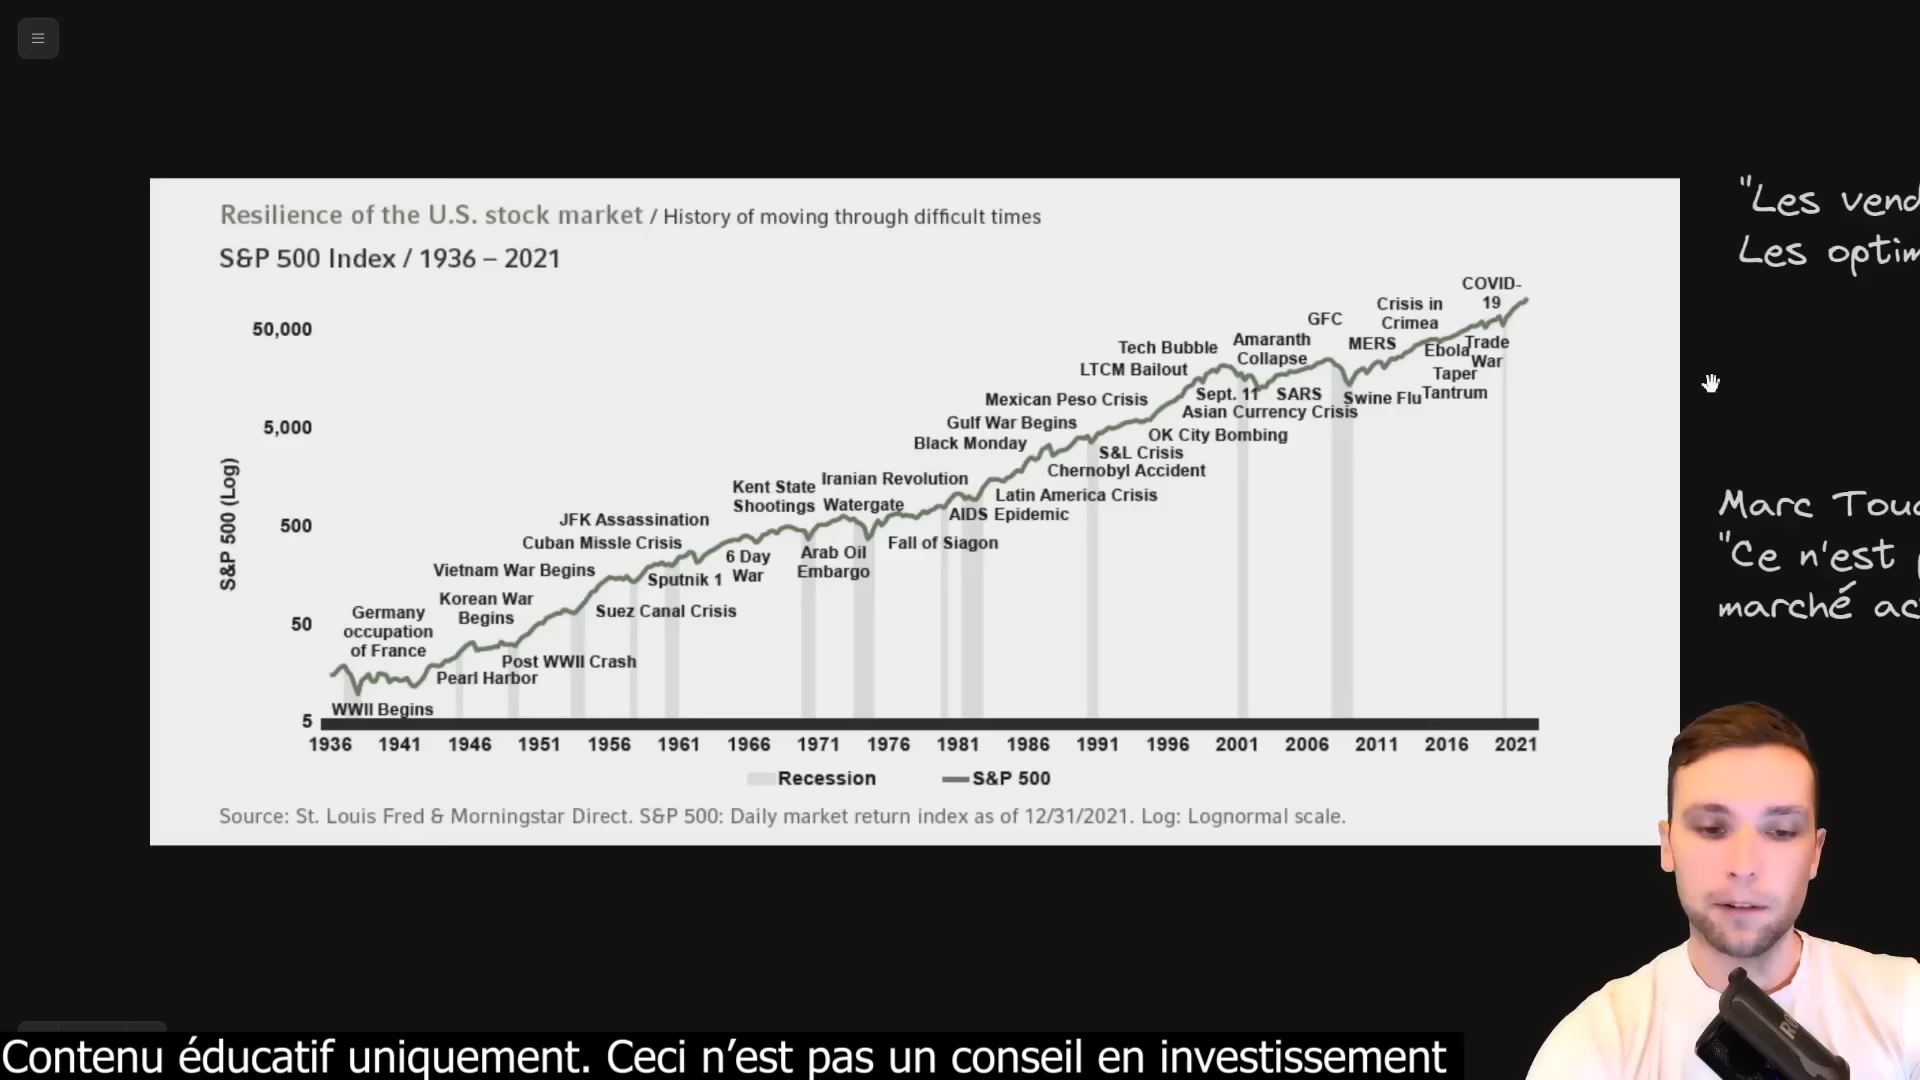 Resilience of the U.S. stock market / History of moving through difficult times
S&P 500 Index / 1936 – 2021
COVID-
19
Crisis in
Crimea
GFC
50,000
Amaranth
Collapse
MERS
Ebola
Trade
War
Tech Bubble
LTCM Bailout
Taper
Tantrum
Sept. 11
SARS
Swine Flu
Mexican Peso Crisis
Asian Currency Crisis
5,000
Gulf War Begins
OK City Bombing
Black Monday
S&L Crisis
Chernobyl Accident
Kent State
Shootings
Iranian Revolution
Watergate
Latin America Crisis
AIDS Epidemic
500
JFK Assassination
Cuban Missle Crisis
6 Day
War
Arab Oil
Embargo
Fall of Siagon
S&P 500 (Log)
Vietnam War Begins
Sputnik 1
Korean War
Begins
Suez Canal Crisis
50
Germany
occupation
of France
Post WWII Crash
Pearl Harbor
WWII Begins
5
1936 1941 1946 1951 1956 1961 1966 1971 1976 1981 1986 1991 1996 2001 2006 2011 2016 2021
Recession S&P 500
Source: St. Louis Fred & Morningstar Direct. S&P 500: Daily market return index as of 12/31/2021. Log: Lognormal scale.
"Les
Les
Marc
"Ce n'est
marché
Contenu éducatif uniquement. Ceci n’est pas un conseil en investissement